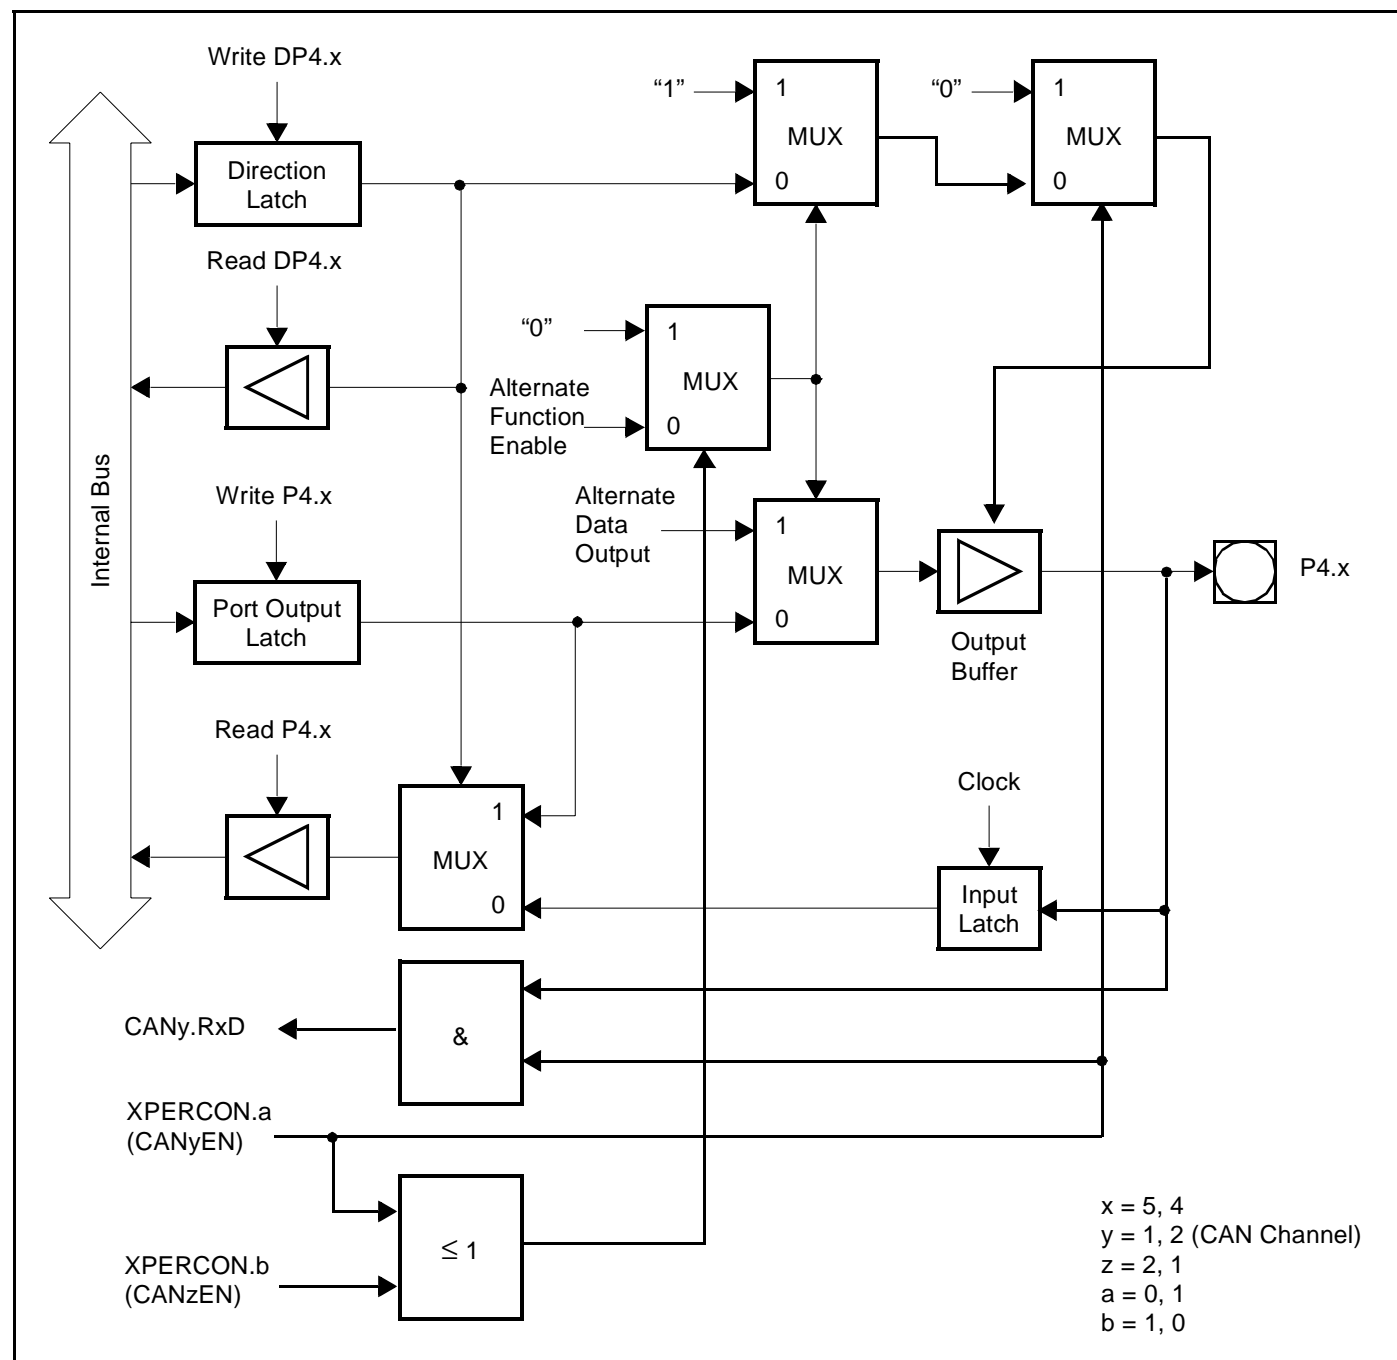 Write DP4.x
“1”
1
MUX
0
“0”
1
MUX
0
Direction
Latch
Read DP4.x
“0”
1
MUX
0
Alternate
Function
Enable
Internal Bus
Write P4.x
Alternate
Data
Output
1
MUX
0
P4.x
Port Output
Latch
Output
Buffer
Read P4.x
1
MUX
0
Clock
Input
Latch
CANy.RxD
&
XPERCON.a
(CANyEN)
≤ 1
XPERCON.b
(CANzEN)
x = 5, 4
y = 1, 2 (CAN Channel)
z = 2, 1
a = 0, 1
b = 1, 0